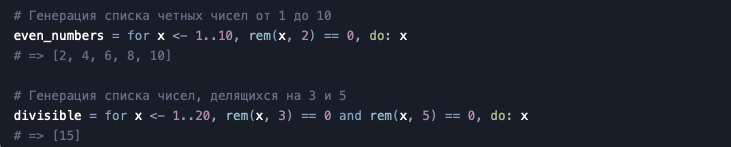 # Генерация списка четных чисел от 1 до 10
even_numbers = for x <- 1..10, rem(x, 2) == 0, do: x
# => [2, 4, 6, 8, 10]

# Генерация списка чисел, делящихся на 3 и 5
divisible = for x <- 1..20, rem(x, 3) == 0 and rem(x, 5) == 0, do: x
# => [15]